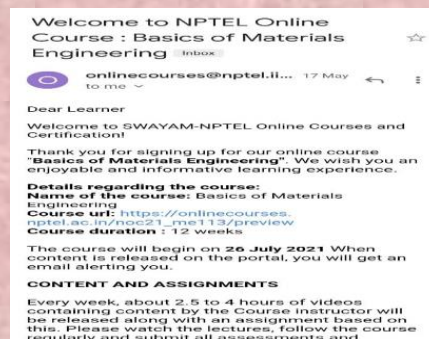 Welcome to NPTEL Online
Course : Basics of Materials
Engineering Inbox
onlinecourses@nptel.ii... 17 May
to me
Dear Learner
Welcome to SWAYAM-NPTEL Online Courses and
Certification!
Thank you for signing up for our online course
"Basics of Materials Engineering". We wish you an
enjoyable and informative learning experience.
Details regarding the course:
Name of the course: Basics of Materials
Engineering
Course url: https://onlinecourses.
nptel.ac.in/noc21_me113/preview
Course duration : 12 weeks
The course will begin on 26 July 2021 When
content is released on the portal, you will get an
email alerting you.
CONTENT AND ASSIGNMENTS
Every week, about 2.5 to 4 hours of videos
containing content by the Course instructor will
be released along with an assignment based on
this. Please watch the lectures, follow the course
regularly and submit all assessments and